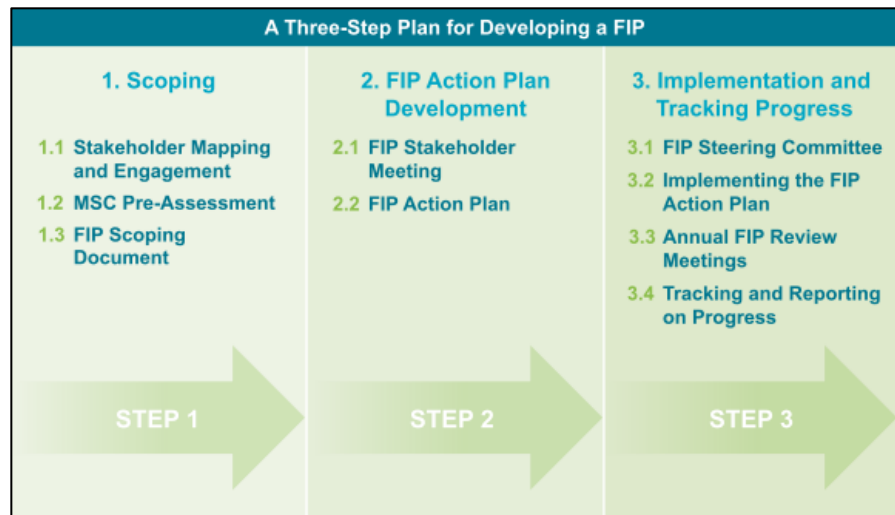 A Three-Step Plan for Developing a FIP
1. Scoping
1.1 Stakeholder Mapping
and Engagement
1.2 MSC Pre-Assessment
1.3 FIP Scoping
Document
STEP 1
2. FIP Action Plan
Development
2.1 FIP Stakeholder
Meeting
2.2 FIP Action Plan
STEP 2
3. Implementation and
Tracking Progress
3.1 FIP Steering Committee
3.2 Implementing the FIP
Action Plan
3.3 Annual FIP Review
Meetings
3.4 Tracking and Reporting
on Progress
STEP 3